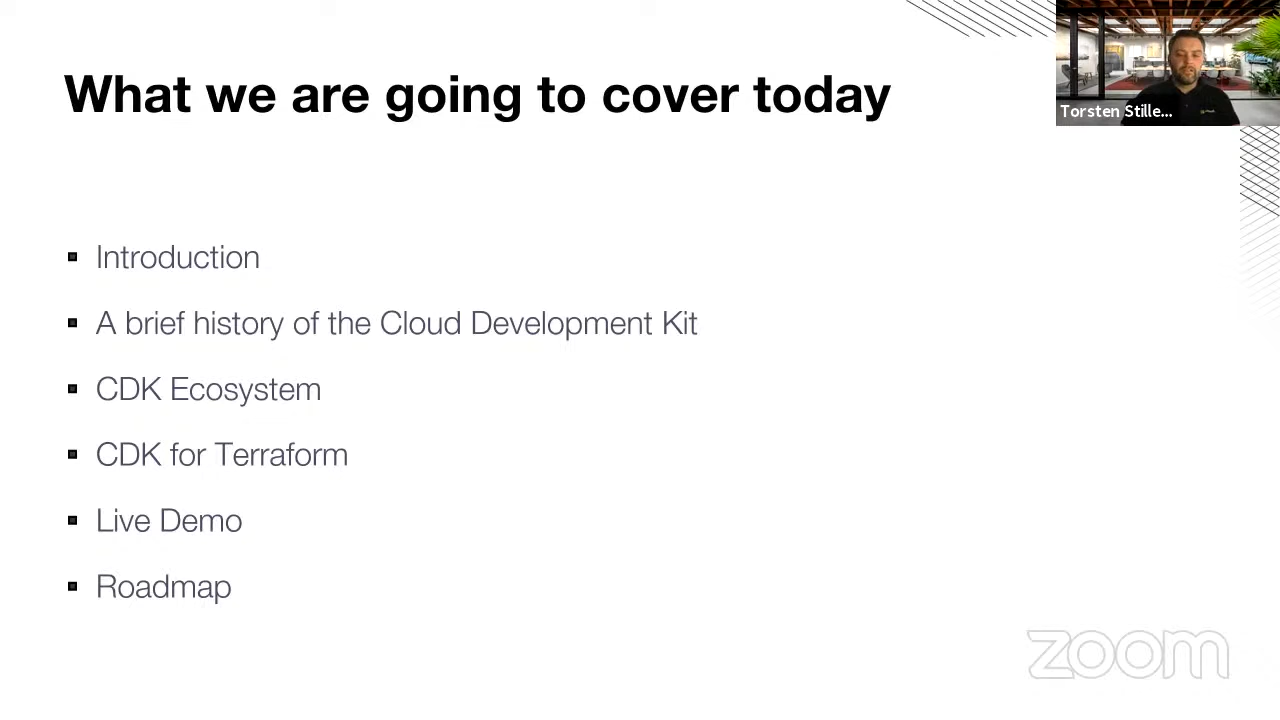 What we are going to cover today
Torsten Stille...
Introduction
A brief history of the Cloud Development Kit
CDK Ecosystem
CDK for Terraform
Live Demo
Roadmap
zoom